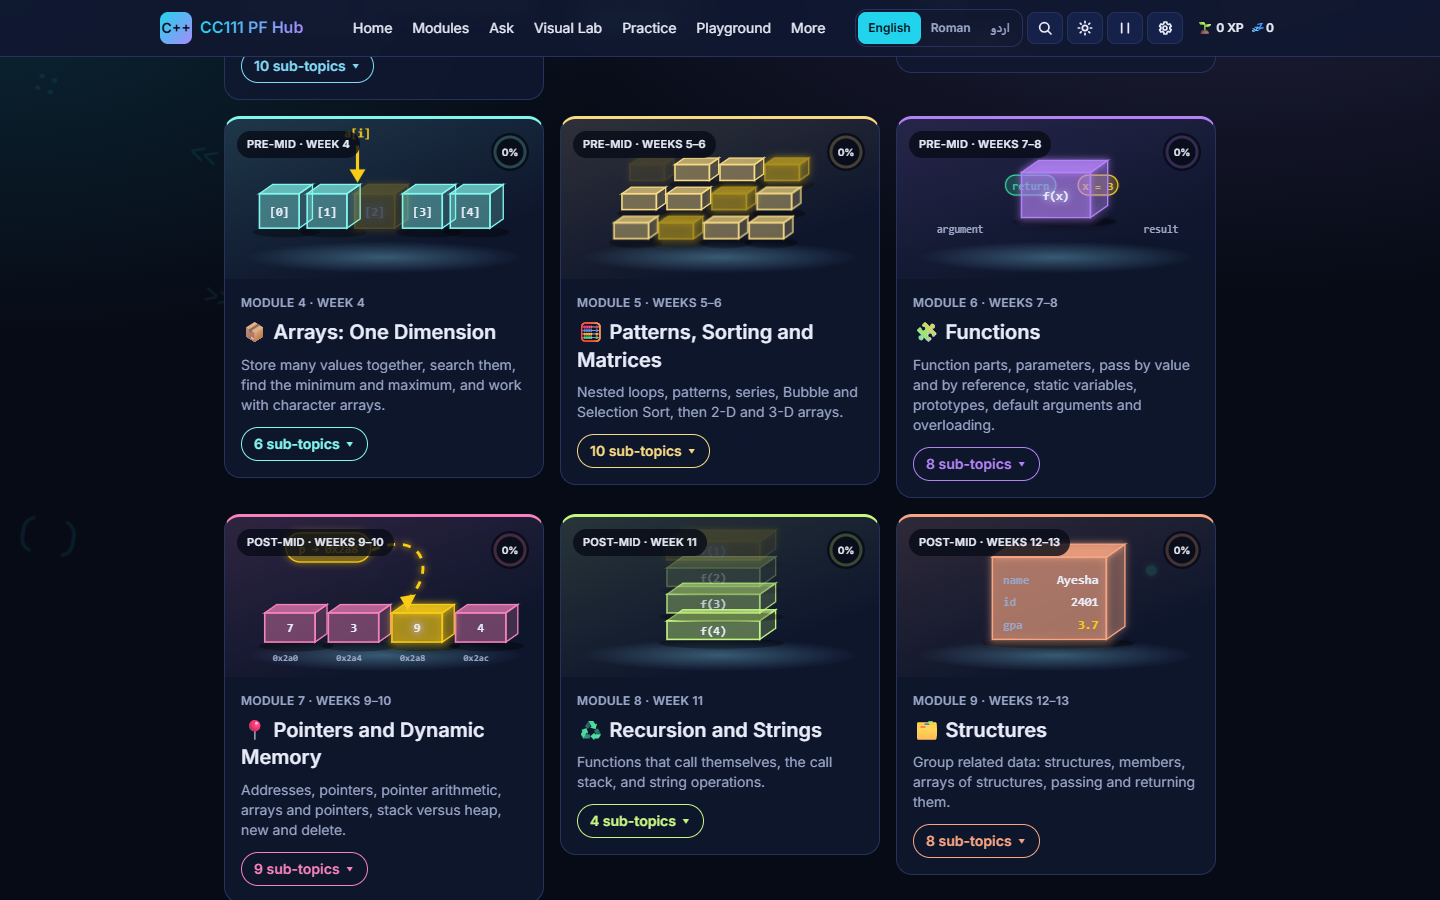 C++ CC111 PF Hub Home Modules Ask Visual Lab Practice Playground More English Roman اردو 0 XP 0
10 sub-topics
PRE-MID · WEEK 4
0%
[0] [1] [2] [3] [4]
MODULE 4 · WEEK 4
Arrays: One Dimension
Store many values together, search them,
find the minimum and maximum, and work
with character arrays.
6 sub-topics
PRE-MID · WEEKS 5–6
0%
MODULE 5 · WEEKS 5–6
Patterns, Sorting and
Matrices
Nested loops, patterns, series, Bubble and
Selection Sort, then 2-D and 3-D arrays.
10 sub-topics
PRE-MID · WEEKS 7–8
0%
return x = 3
f(x)
argument result
MODULE 6 · WEEKS 7–8
Functions
Function parts, parameters, pass by value
and by reference, static variables,
prototypes, default arguments and
overloading.
8 sub-topics
POST-MID · WEEKS 9–10
0%
7 3 9 4
0x2a0 0x2a4 0x2a8 0x2ac
MODULE 7 · WEEKS 9–10
Pointers and Dynamic
Memory
Addresses, pointers, pointer arithmetic,
arrays and pointers, stack versus heap,
new and delete.
9 sub-topics
POST-MID · WEEK 11
0%
f(2)
f(3)
f(4)
MODULE 8 · WEEK 11
Recursion and Strings
Functions that call themselves, the call
stack, and string operations.
4 sub-topics
POST-MID · WEEKS 12–13
0%
name Ayesha
id 2401
gpa 3.7
MODULE 9 · WEEKS 12–13
Structures
Group related data: structures, members,
arrays of structures, passing and returning
them.
8 sub-topics